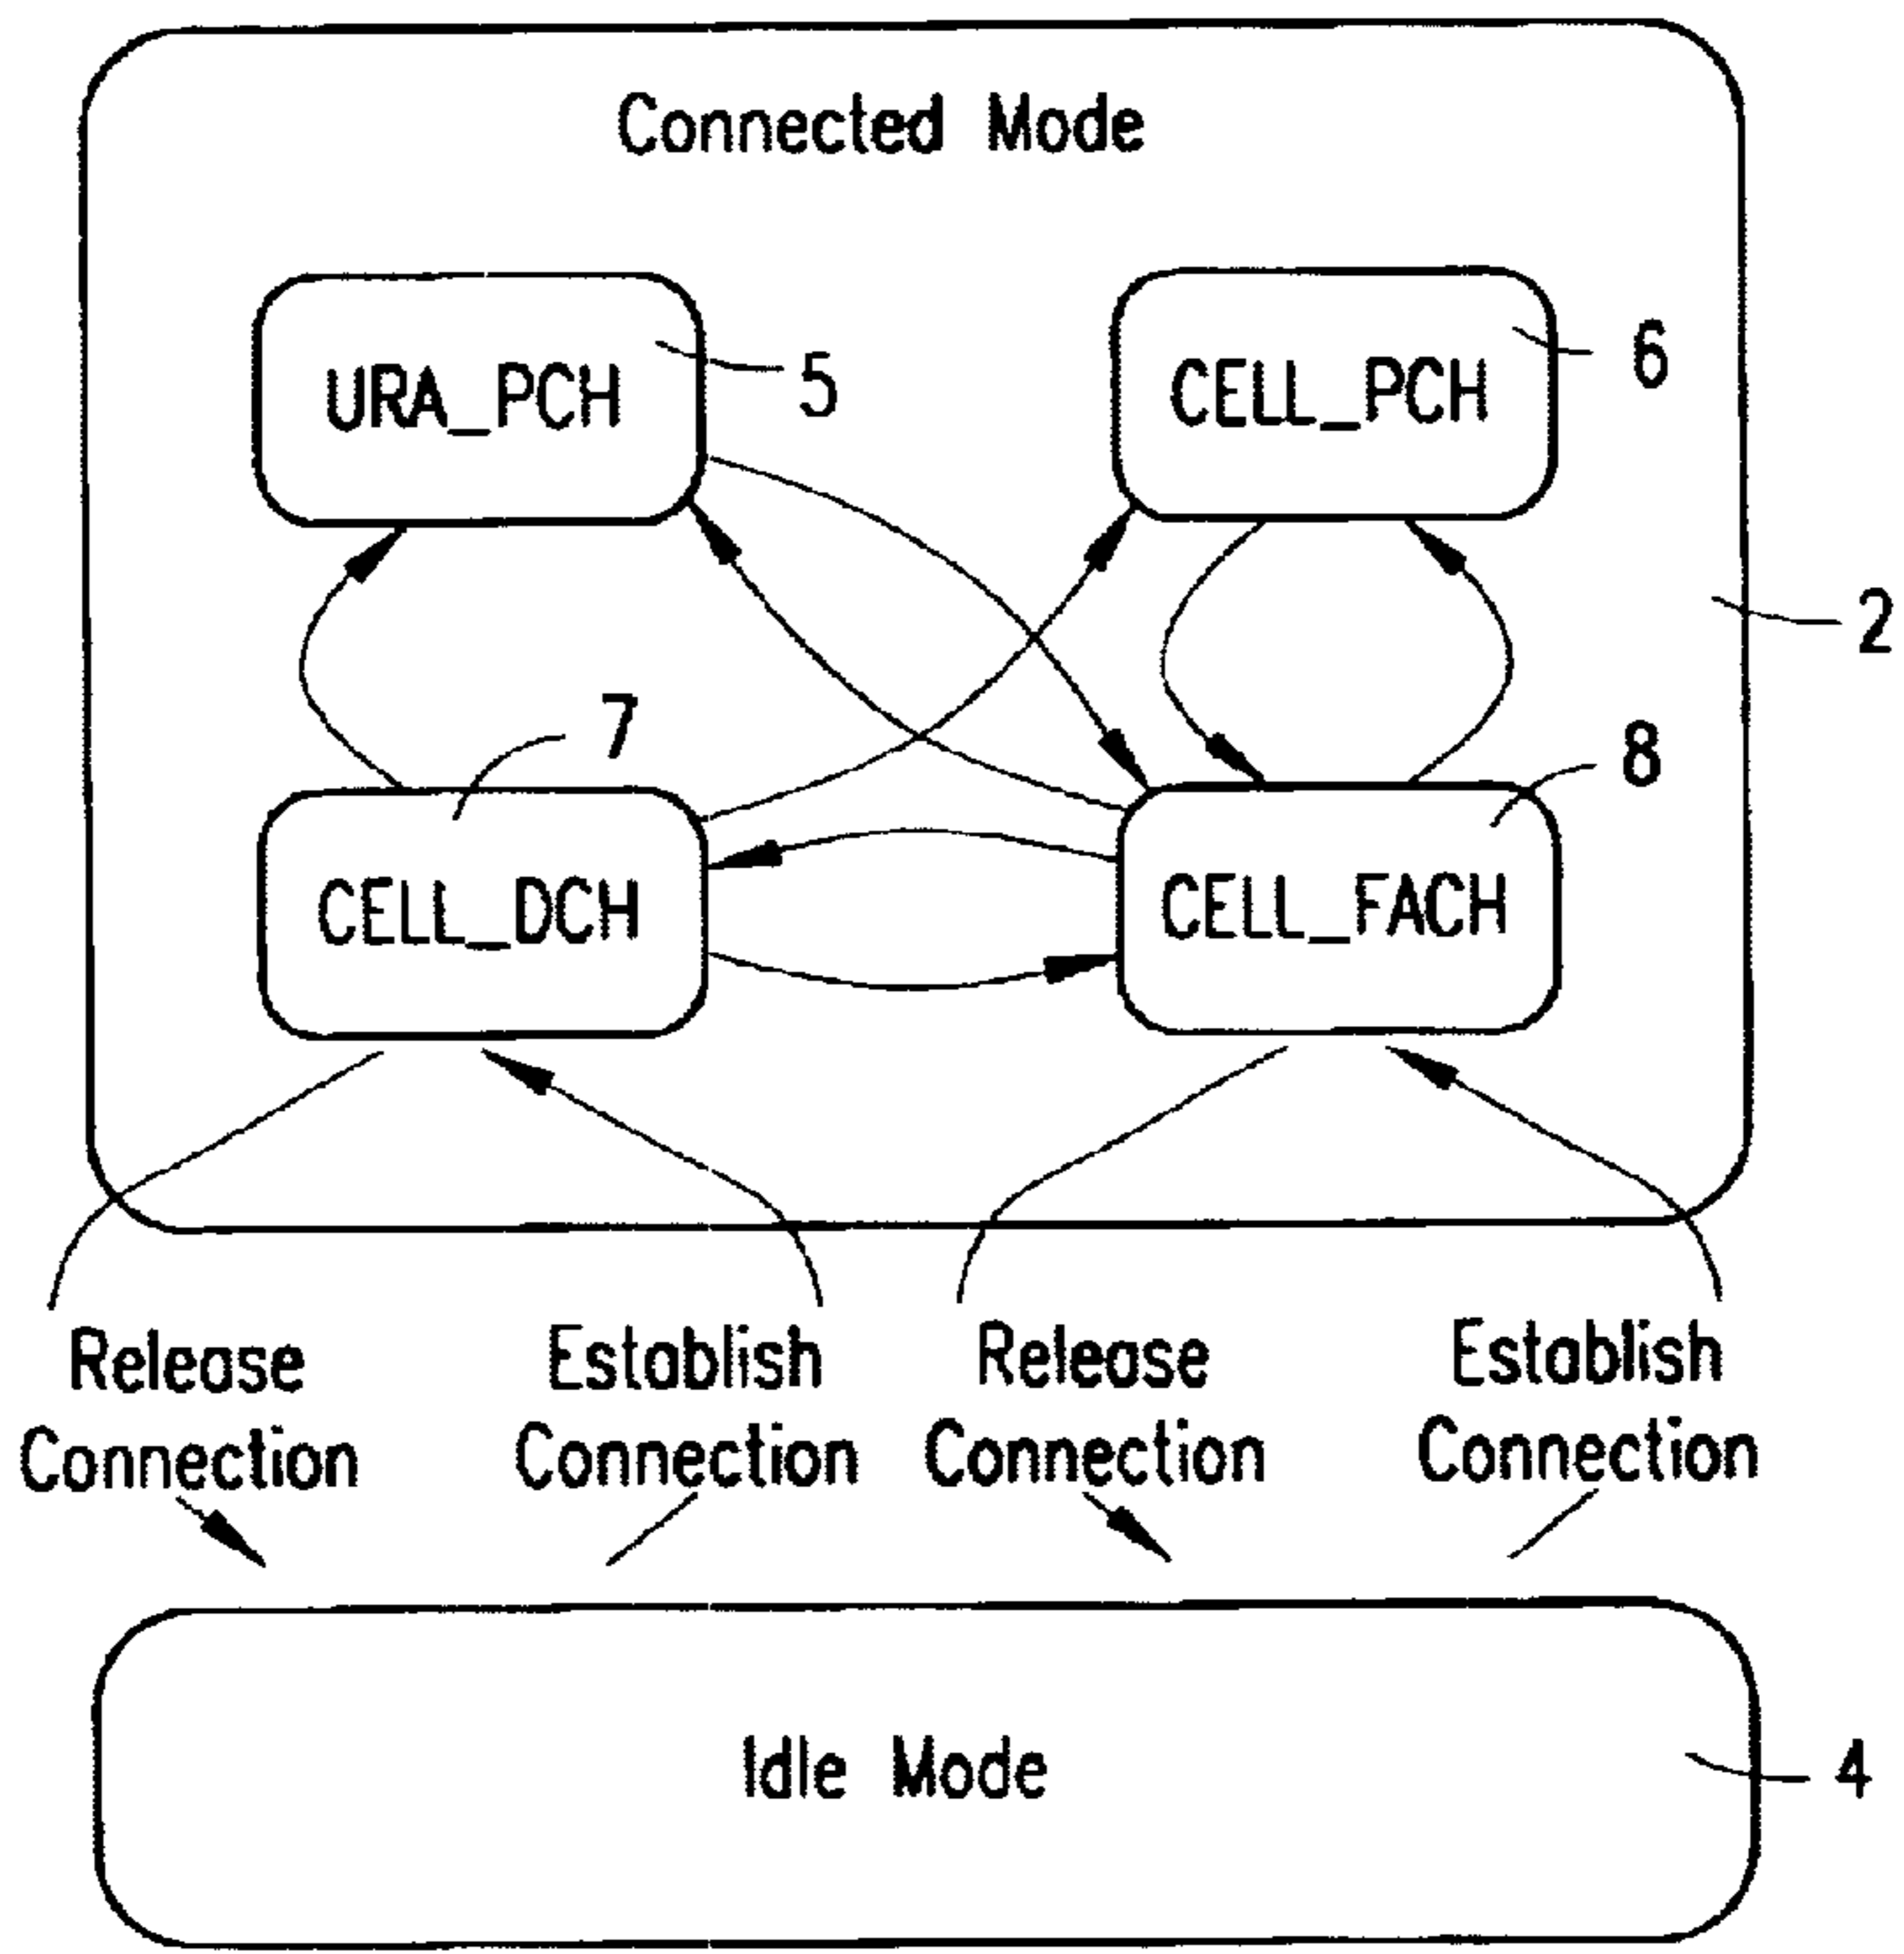 Connected Mode
URA_PCH
5
CELL_PCH
6
2
7
8
CELL_DCH
CELL_FACH
Release
Connection
Establish
Connection
Release
Connection
Establish
Connection
Idle Mode
4